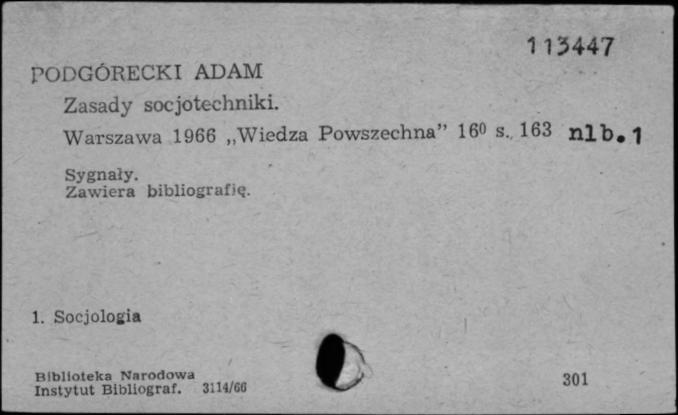 113447
PODGÓRECKI ADAM
Zasady socjotechniki.
Warszawa 1966 „Wiedza Powszechna” 16⁰ s. 163 nlb.1
Sygnały.
Zawiera bibliografię.
1. Socjologia
Biblioteka Narodowa
Instytut Bibliograf. 3114/66
301